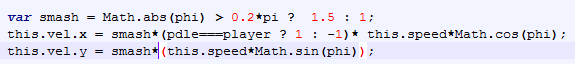 var smash = Math.abs(phi) > 0.2*pi ? 1.5 : 1;
this.vel.x = smash*(pdle===player ? 1 : -1)* this.speed*Math.cos(phi);
this.vel.y = smash*(this.speed*Math.sin(phi));